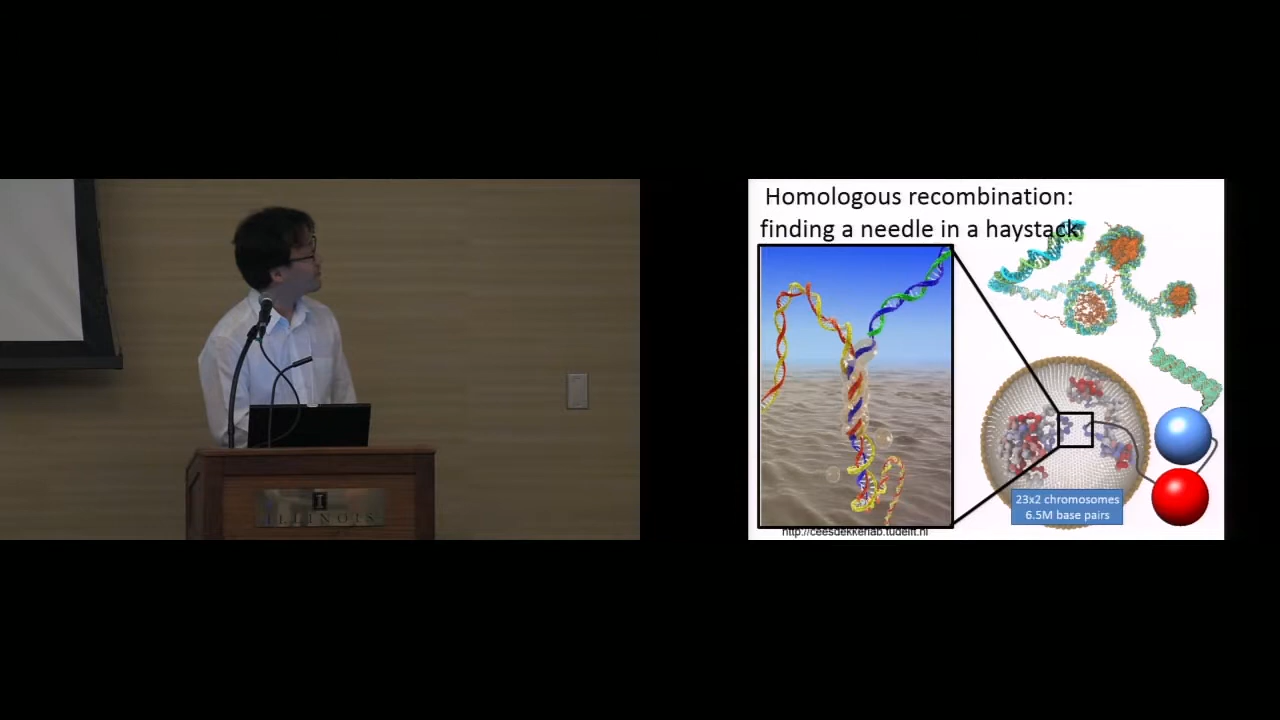 ILLINOIS
Homologous recombination:
finding a needle in a haystack
23x2 chromosomes
6.5M base pairs
http://ceesdekkerlab.tudelft.nl